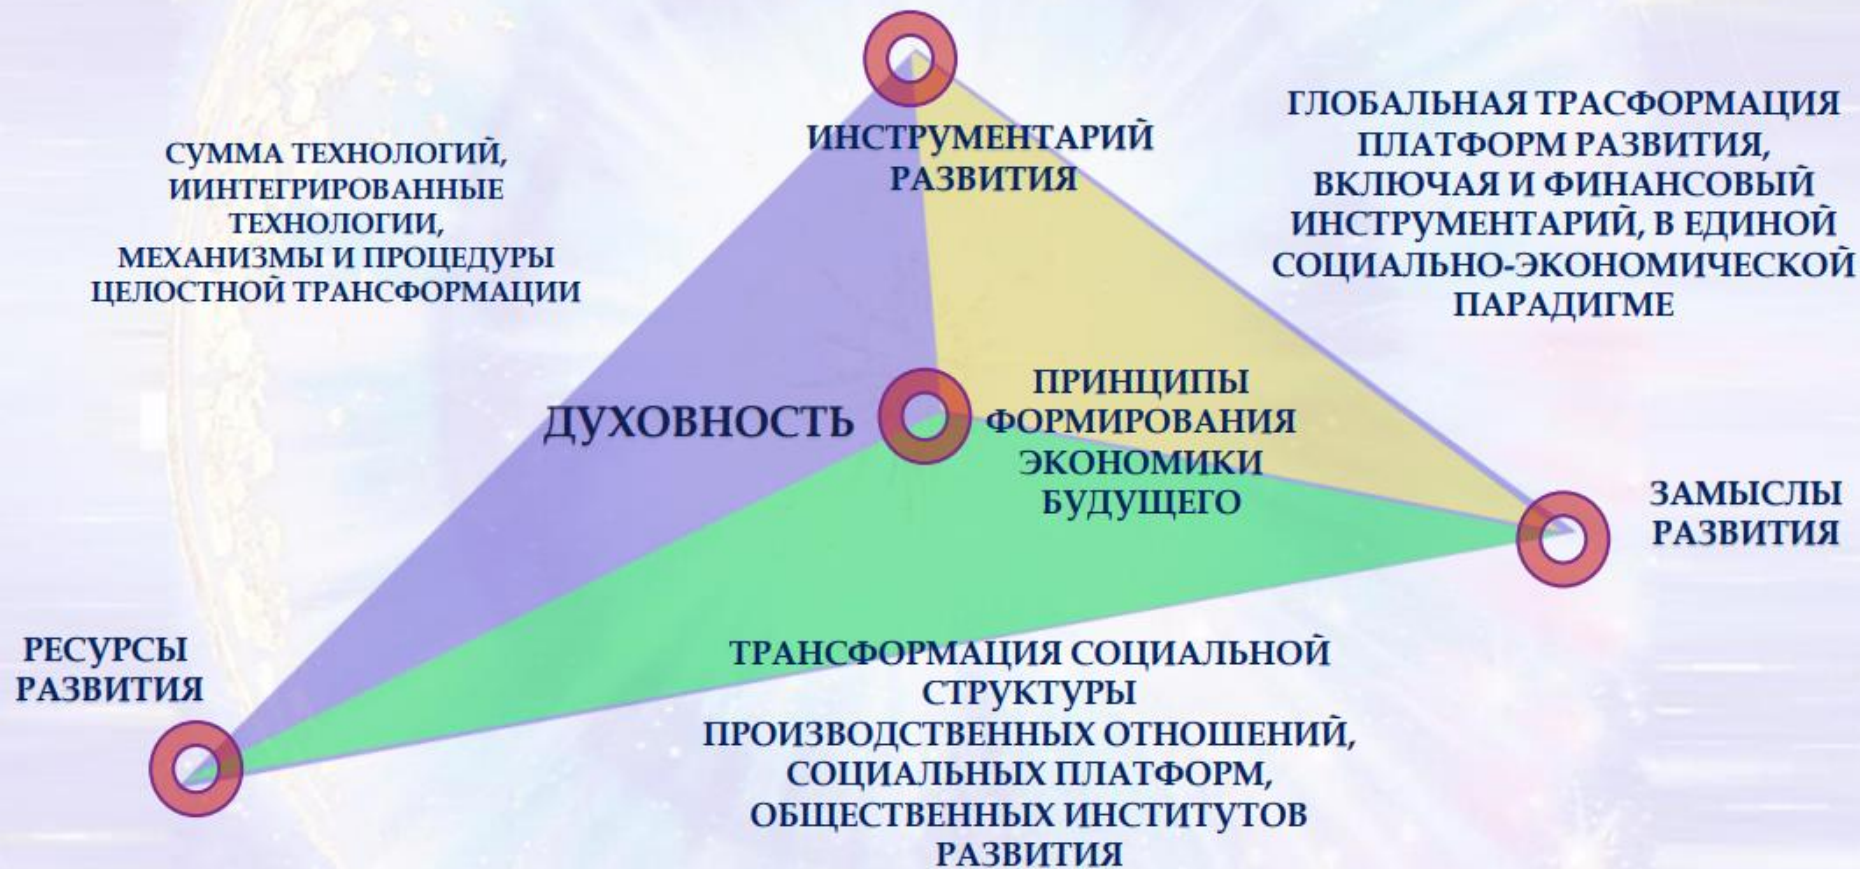 ИНСТРУМЕНТАРИЙ
РАЗВИТИЯ
СУММА ТЕХНОЛОГИЙ,
ИИНТЕГРИРОВАННЫЕ
ТЕХНОЛОГИИ,
МЕХАНИЗМЫ И ПРОЦЕДУРЫ
ЦЕЛОСТНОЙ ТРАНСФОРМАЦИИ
ГЛОБАЛЬНАЯ ТРАСФОРМАЦИЯ
ПЛАТФОРМ РАЗВИТИЯ,
ВКЛЮЧАЯ И ФИНАНСОВЫЙ
ИНСТРУМЕНТАРИЙ, В ЕДИНОЙ
СОЦИАЛЬНО-ЭКОНОМИЧЕСКОЙ
ПАРАДИГМЕ
ДУХОВНОСТЬ
ПРИНЦИПЫ
ФОРМИРОВАНИЯ
ЭКОНОМИКИ
БУДУЩЕГО
ЗАМЫСЛЫ
РАЗВИТИЯ
РЕСУРСЫ
РАЗВИТИЯ
ТРАНСФОРМАЦИЯ СОЦИАЛЬНОЙ
СТРУКТУРЫ
ПРОИЗВОДСТВЕННЫХ ОТНОШЕНИЙ,
СОЦИАЛЬНЫХ ПЛАТФОРМ,
ОБЩЕСТВЕННЫХ ИНСТИТУТОВ
РАЗВИТИЯ